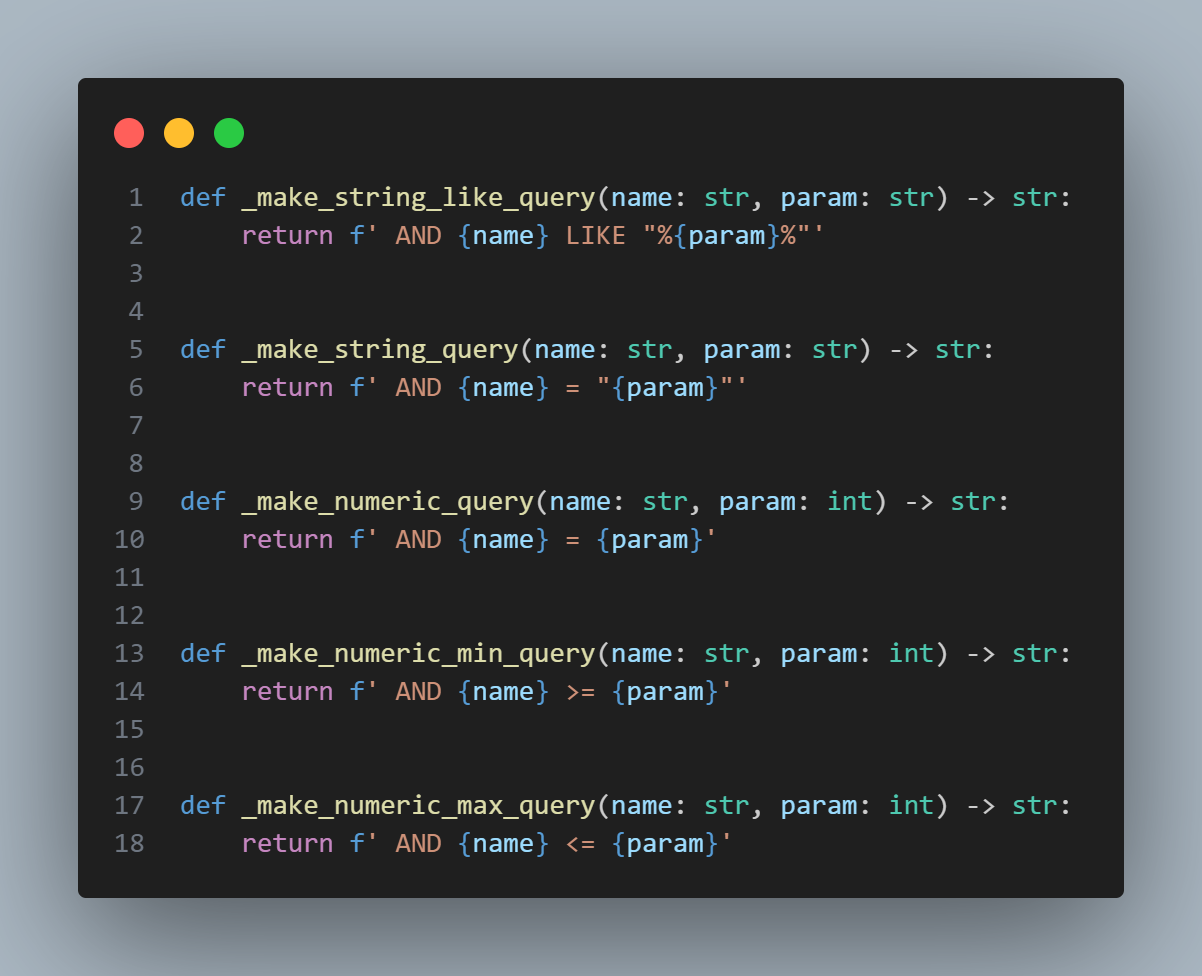 1 def _make_string_like_query(name: str, param: str) -> str:
2     return f' AND {name} LIKE "%{param}%"'
3
4
5 def _make_string_query(name: str, param: str) -> str:
6     return f' AND {name} = "{param}"'
7
8
9 def _make_numeric_query(name: str, param: int) -> str:
10     return f' AND {name} = {param}'
11
12
13 def _make_numeric_min_query(name: str, param: int) -> str:
14     return f' AND {name} >= {param}'
15
16
17 def _make_numeric_max_query(name: str, param: int) -> str:
18     return f' AND {name} <= {param}'